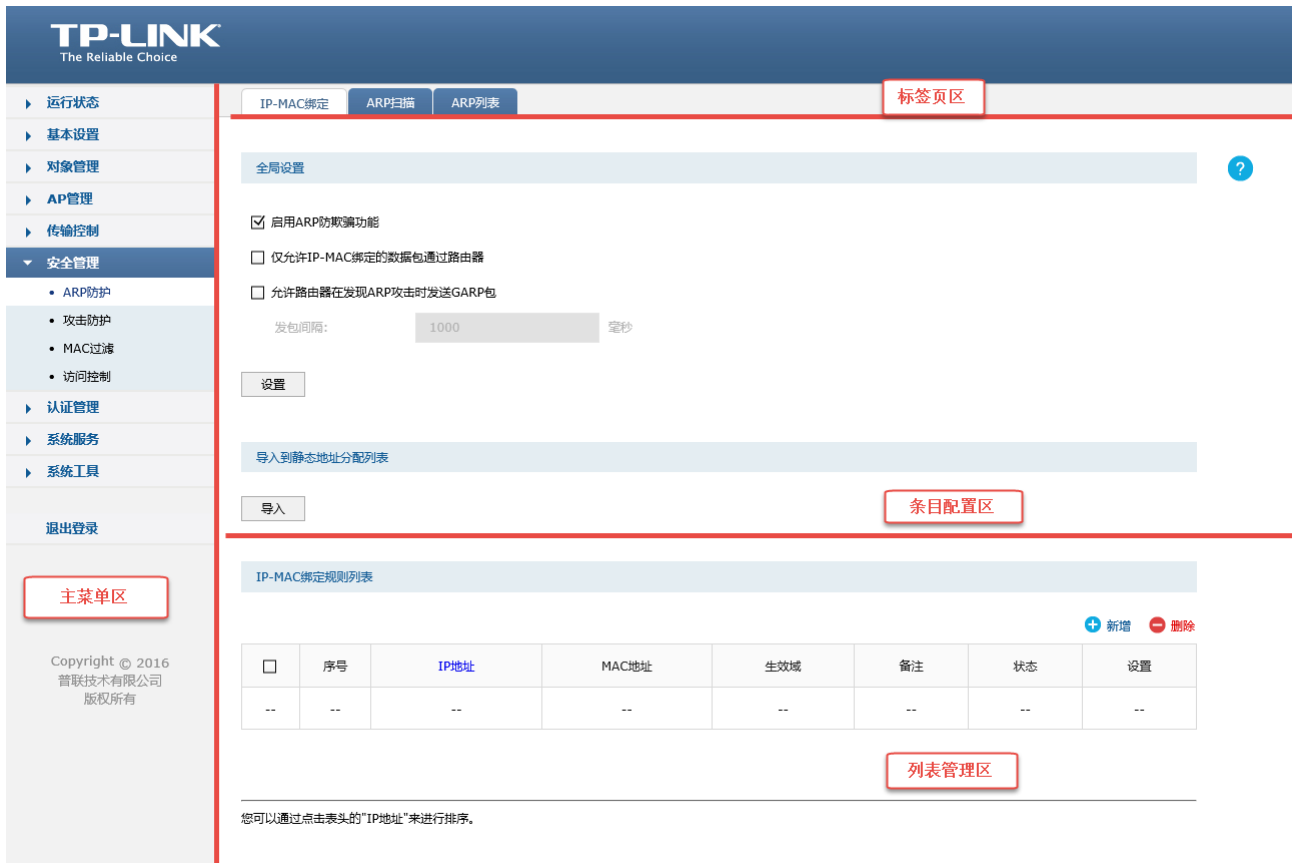 TP-LINK
The Reliable Choice
运行状态
基本设置
对象管理
AP管理
传输控制
安全管理
ARP防护
攻击防护
MAC过滤
访问控制
认证管理
系统服务
系统工具
退出登录
主菜单区
Copyright © 2016
普联技术有限公司
版权所有
IP-MAC绑定 ARP扫描 ARP列表
标签页区
全局设置
?
启用ARP防欺骗功能
仅允许IP-MAC绑定的数据包通过路由器
允许路由器在发现ARP攻击时发送GARP包
发包间隔: 1000 毫秒
设置
导入到静态地址分配列表
导入
条目配置区
IP-MAC绑定规则列表
新增 删除
序号 IP地址 MAC地址 生效域 备注 状态 设置
-- -- -- -- -- -- -- --
列表管理区
您可以通过点击表头的"IP地址"来进行排序。